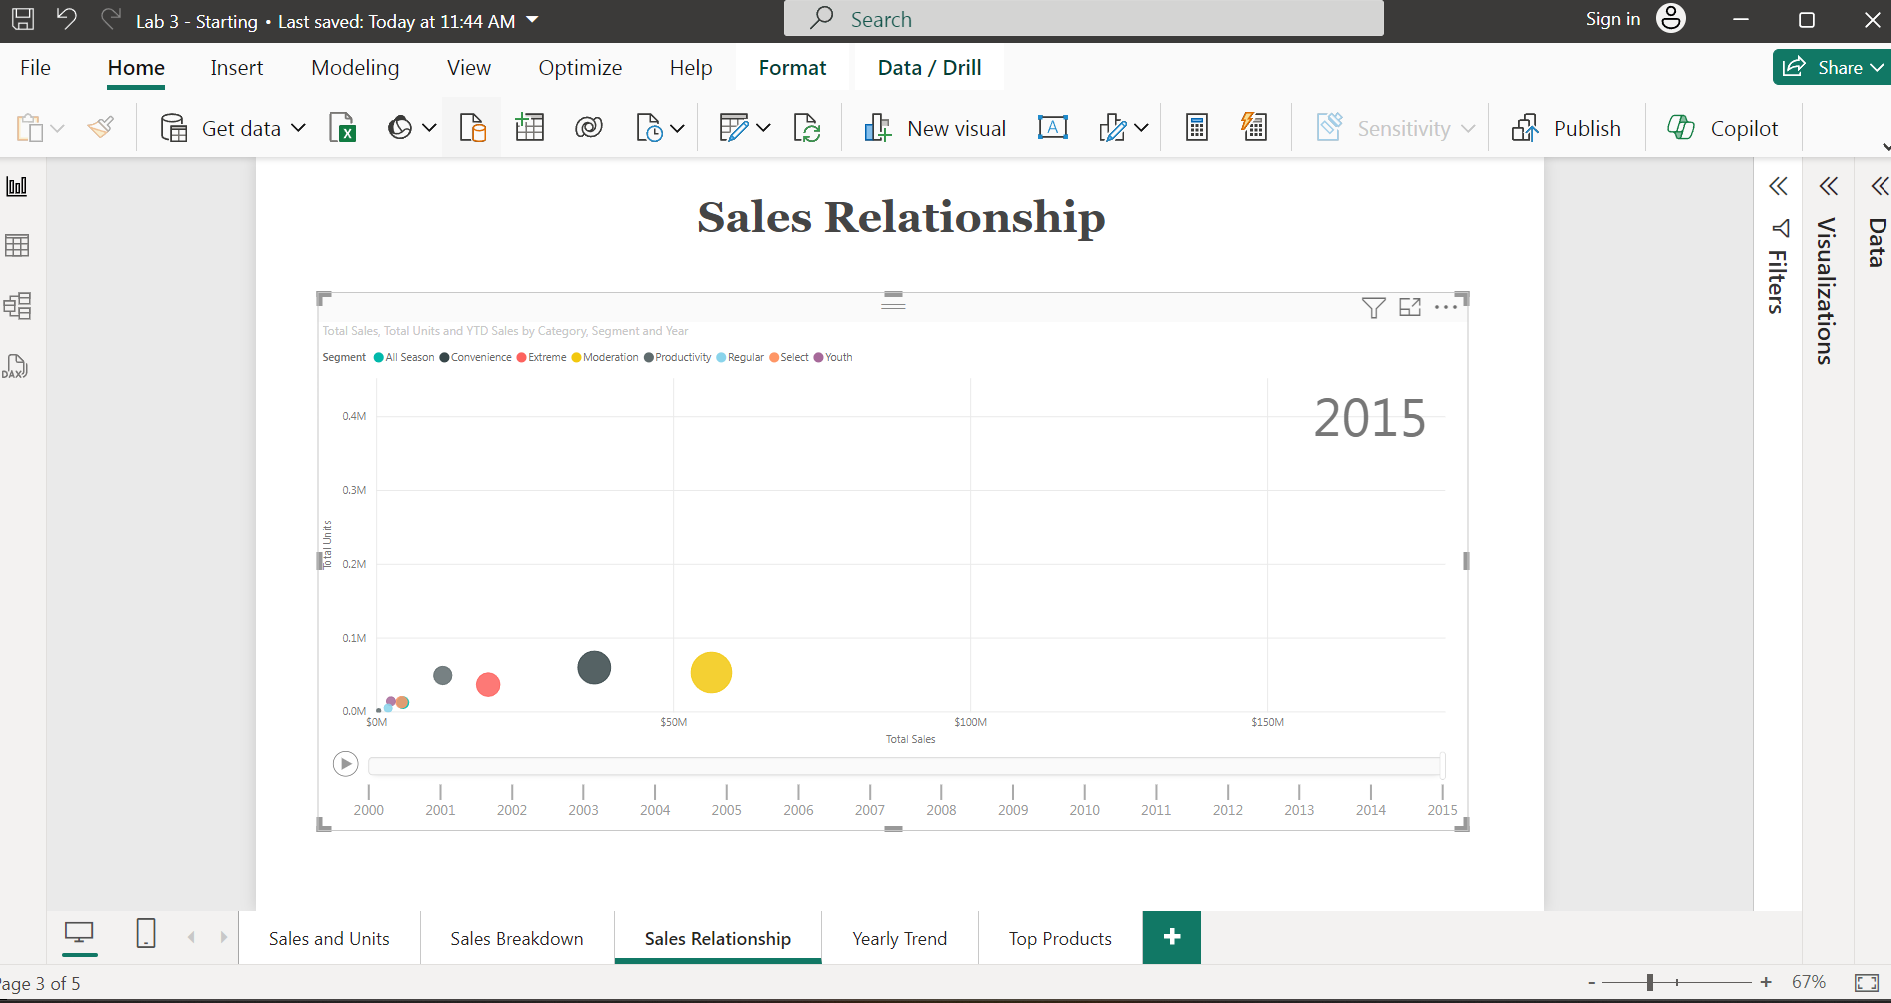 Lab 3 - Starting • Last saved: Today at 11:44 AM
Search
Sign in
File Home Insert Modeling View Optimize Help Format Data / Drill
Share
Get data
New visual
Sensitivity
Publish
Copilot
DAX
Sales Relationship
Total Sales, Total Units and YTD Sales by Category, Segment and Year
Segment All Season Convenience Extreme Moderation Productivity Regular Select Youth
2015
Total Units
0.4M
0.3M
0.2M
0.1M
0.0M
$0M $50M $100M $150M
Total Sales
2000 2001 2002 2003 2004 2005 2006 2007 2008 2009 2010 2011 2012 2013 2014 2015
Filters
Visualizations
Data
Sales and Units Sales Breakdown Sales Relationship Yearly Trend Top Products +
age 3 of 5
- + 67%